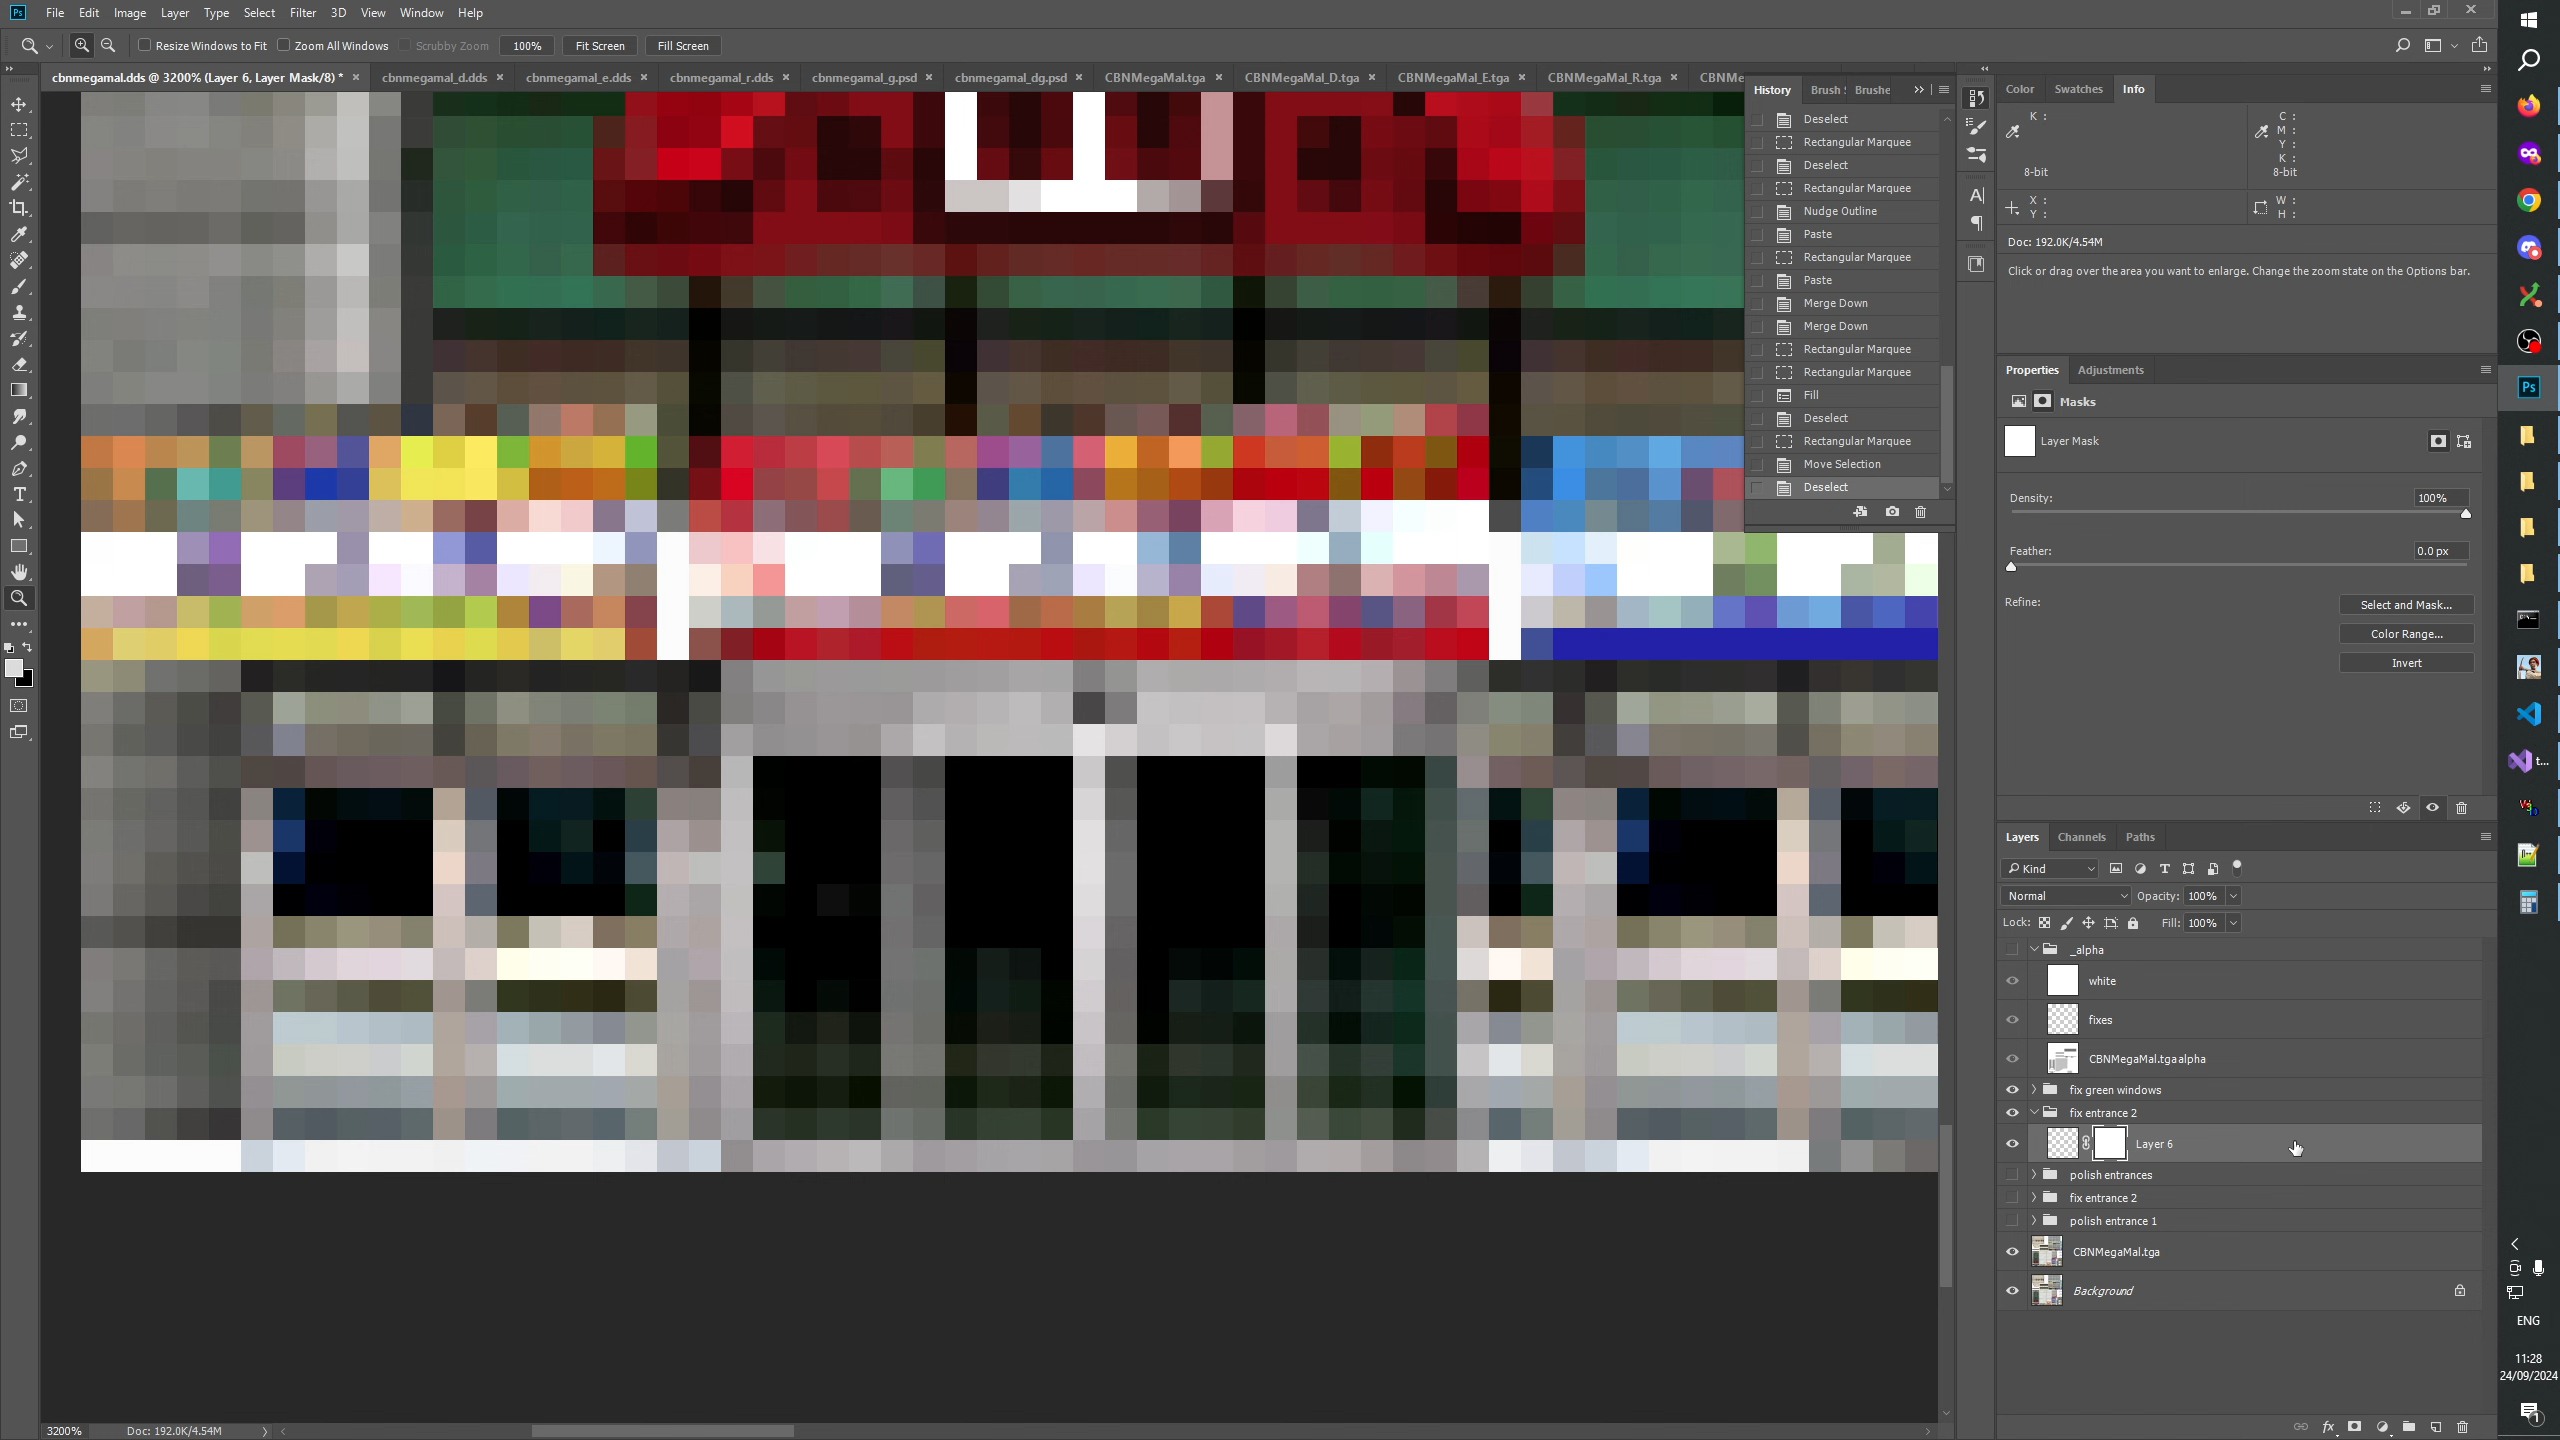 Ps File Edit Image Layer Type Select Filter 3D View Window Help
Resize Windows to Fit Zoom All Windows Scrubby Zoom 100% Fit Screen Fill Screen
cbnmegamal.dds @ 3200% (Layer 6, Layer Mask/8) * × cbnmegamal_d.dds × cbnmegamal_e.dds × cbnmegamal_r.dds × cbnmegamal_g.psd × cbnmegamal_dg.psd × CBNMegaMal.tga × CBNMegaMal_D.tga × CBNMegaMal_E.tga × CBNMegaMal_R.tga × CBNMe
History Brush Brushe
Deselect
Rectangular Marquee
Deselect
Rectangular Marquee
Nudge Outline
Paste
Rectangular Marquee
Paste
Merge Down
Merge Down
Rectangular Marquee
Rectangular Marquee
Fill
Deselect
Rectangular Marquee
Move Selection
Deselect
Color Swatches Info
K :
C :
M :
Y :
K :
8-bit
8-bit
X :
Y :
W :
H :
Doc: 192.0K/4.54M
Click or drag over the area you want to enlarge. Change the zoom state on the Options bar.
Properties Adjustments
Masks
Layer Mask
Density: 100%
Feather: 0.0 px
Refine: Select and Mask...
Color Range...
Invert
Layers Channels Paths
Kind
Normal Opacity: 100%
Lock: Fill: 100%
_alpha
white
fixes
CBNMegaMal.tga alpha
fix green windows
fix entrance 2
Layer 6
polish entrances
fix entrance 2
polish entrance 1
CBNMegaMal.tga
Background
3200% Doc: 192.0K/4.54M
Ps
t...
ENG
11:28
24/09/2024
1